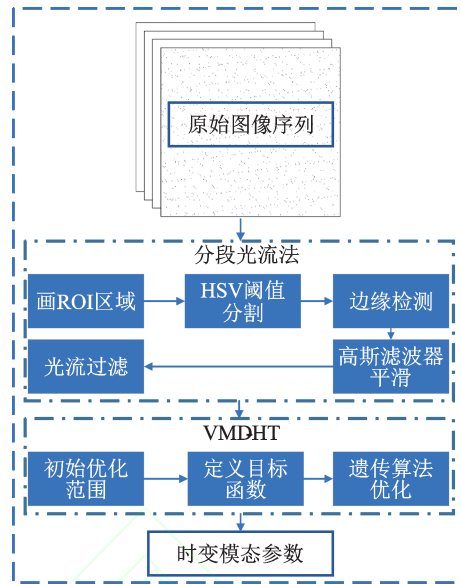 原始图像序列
分段光流法
画ROI区域
HSV阈值
分割
边缘检测
高斯滤波器
平滑
光流过滤
VMDHT
初始优化
范围
定义目标
函数
遗传算法
优化
时变模态参数